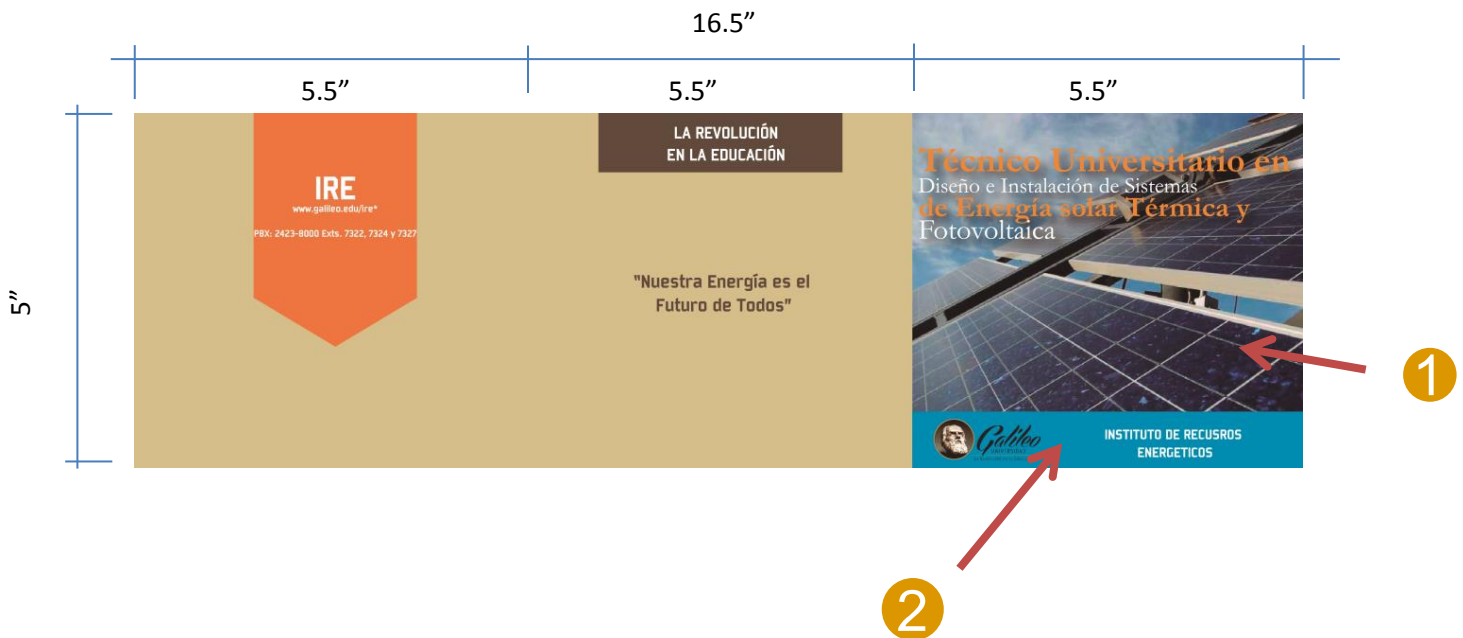 16.5”
5.5”
5.5”
5.5”
5”
IRE
www.galileo.edu/ire*
PBX: 2423-8000 Exts. 7322, 7324 y 7327
LA REVOLUCIÓN
EN LA EDUCACIÓN
"Nuestra Energía es el
Futuro de Todos"
Técnico Universitario en
Diseño e Instalación de Sistemas
de Energía solar Térmica y
Fotovoltaica
Galileo
UNIVERSIDAD
INSTITUTO DE RECUSROS
ENERGETICOS
1
2